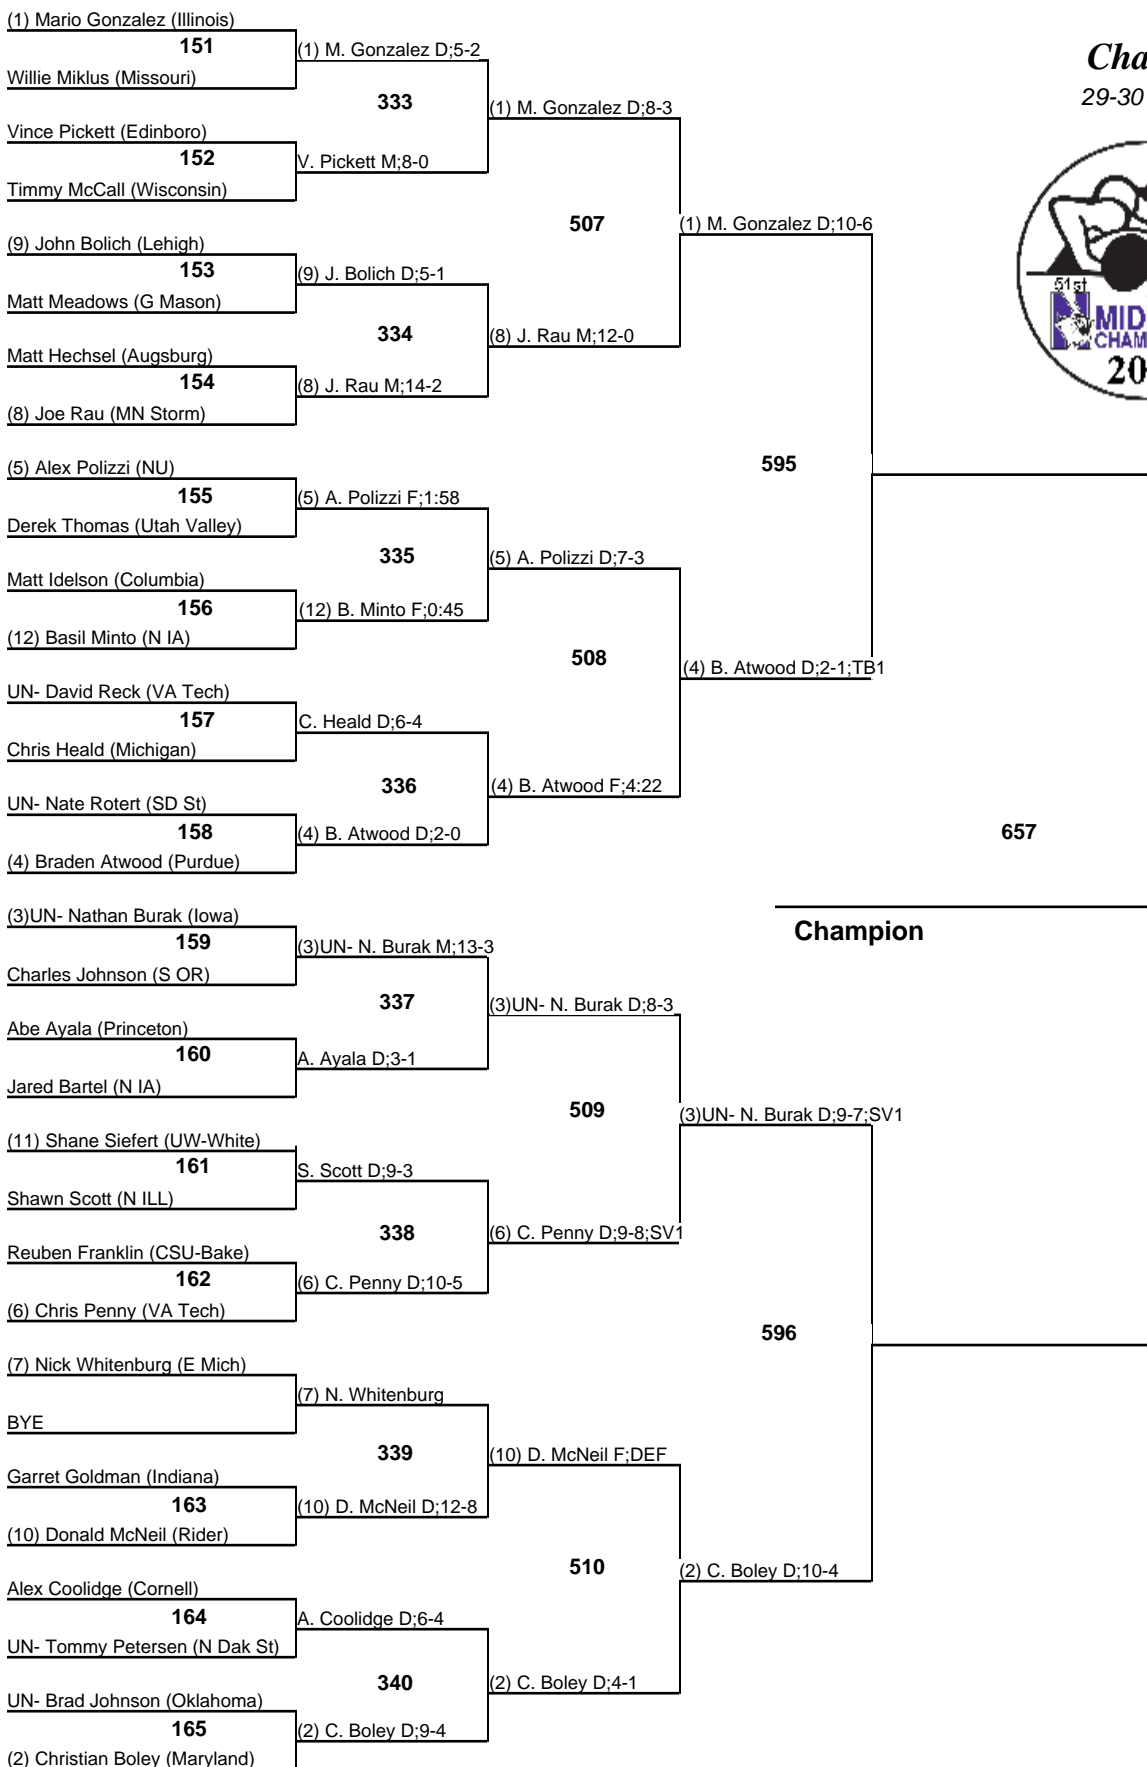 (1) Mario Gonzalez (Illinois)
151
Willie Miklus (Missouri)
(1) M. Gonzalez D;5-2
333
Vince Pickett (Edinboro)
152
Timmy McCall (Wisconsin)
V. Pickett M;8-0
(1) M. Gonzalez D;8-3
507
(9) John Bolich (Lehigh)
153
Matt Meadows (G Mason)
(9) J. Bolich D;5-1
334
Matt Hechsel (Augsburg)
154
(8) Joe Rau (MN Storm)
(8) J. Rau M;14-2
(8) J. Rau M;12-0
(1) M. Gonzalez D;10-6
595
(5) Alex Polizzi (NU)
155
Derek Thomas (Utah Valley)
(5) A. Polizzi F;1:58
335
Matt Idelson (Columbia)
156
(12) Basil Minto (N IA)
(12) B. Minto F;0:45
(5) A. Polizzi D;7-3
508
UN- David Reck (VA Tech)
157
Chris Heald (Michigan)
C. Heald D;6-4
336
UN- Nate Rotert (SD St)
158
(4) Braden Atwood (Purdue)
(4) B. Atwood D;2-0
(4) B. Atwood F;4:22
(4) B. Atwood D;2-1;TB1
657
Champion
(3)UN- Nathan Burak (Iowa)
159
Charles Johnson (S OR)
(3)UN- N. Burak M;13-3
337
Abe Ayala (Princeton)
160
Jared Bartel (N IA)
A. Ayala D;3-1
(3)UN- N. Burak D;8-3
509
(11) Shane Siefert (UW-White)
161
Shawn Scott (N ILL)
S. Scott D;9-3
338
Reuben Franklin (CSU-Bake)
162
(6) Chris Penny (VA Tech)
(6) C. Penny D;10-5
(6) C. Penny D;9-8;SV1
(3)UN- N. Burak D;9-7;SV1
596
(7) Nick Whitenburg (E Mich)
BYE
(7) N. Whitenburg
339
Garret Goldman (Indiana)
163
(10) Donald McNeil (Rider)
(10) D. McNeil D;12-8
(10) D. McNeil F;DEF
510
Alex Coolidge (Cornell)
164
UN- Tommy Petersen (N Dak St)
A. Coolidge D;6-4
340
UN- Brad Johnson (Oklahoma)
165
(2) Christian Boley (Maryland)
(2) C. Boley D;9-4
(2) C. Boley D;4-1
(2) C. Boley D;10-4
Cha
29-30
51st
N
MID
CHAM
20